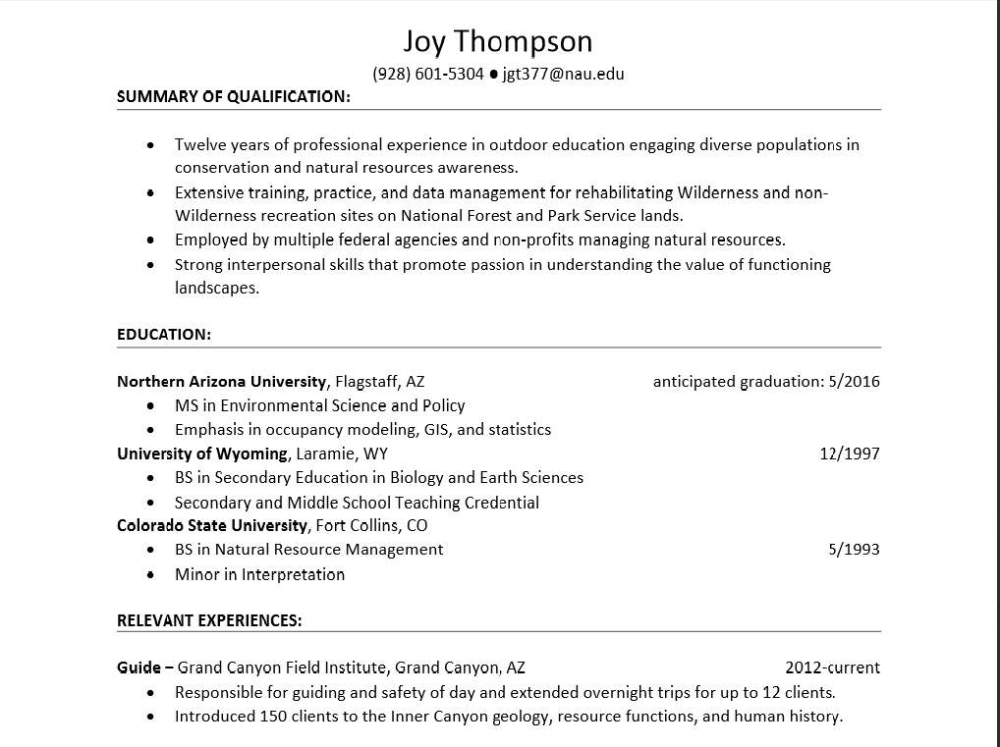 Joy Thompson
(928) 601-5304 ● jgt377@nau.edu
SUMMARY OF QUALIFICATION:
• Twelve years of professional experience in outdoor education engaging diverse populations in
conservation and natural resources awareness.
• Extensive training, practice, and data management for rehabilitating Wilderness and non-
Wilderness recreation sites on National Forest and Park Service lands.
• Employed by multiple federal agencies and non-profits managing natural resources.
• Strong interpersonal skills that promote passion in understanding the value of functioning
landscapes.
EDUCATION:
Northern Arizona University, Flagstaff, AZ anticipated graduation: 5/2016
• MS in Environmental Science and Policy
• Emphasis in occupancy modeling, GIS, and statistics
University of Wyoming, Laramie, WY 12/1997
• BS in Secondary Education in Biology and Earth Sciences
• Secondary and Middle School Teaching Credential
Colorado State University, Fort Collins, CO
• BS in Natural Resource Management 5/1993
• Minor in Interpretation
RELEVANT EXPERIENCES:
Guide – Grand Canyon Field Institute, Grand Canyon, AZ 2012-current
• Responsible for guiding and safety of day and extended overnight trips for up to 12 clients.
• Introduced 150 clients to the Inner Canyon geology, resource functions, and human history.